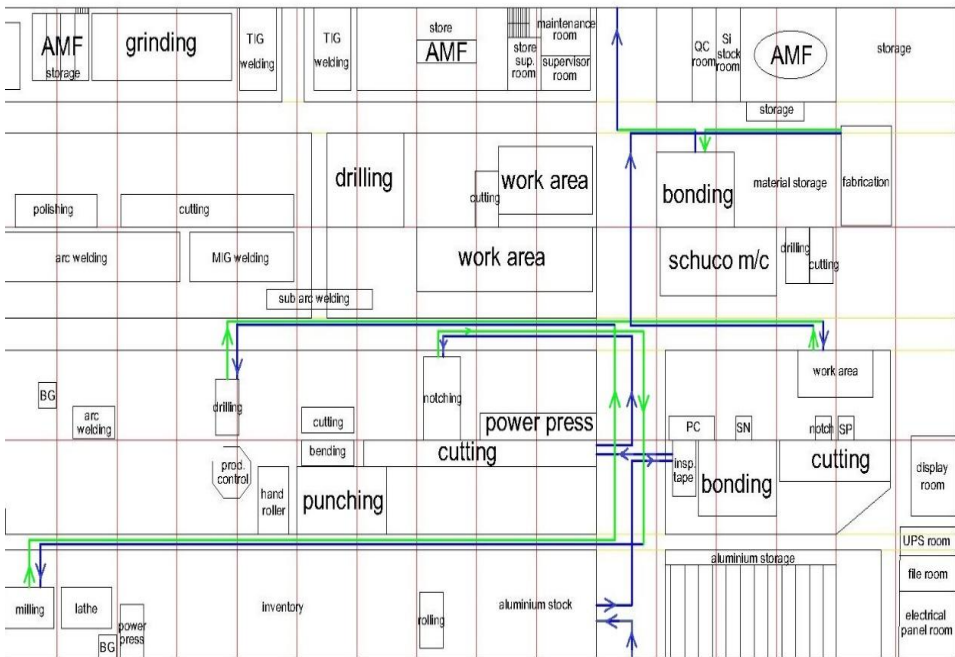 AMF
storage
grinding
TIG
welding
TIG
welding
store
AMF
store
sup.
room
maintenance
room
supervisor
room
QC
room
Si
stock
room
AMF
storage
storage
polishing
cutting
drilling
cutting
work area
bonding
material storage
fabrication
arc welding
MIG welding
sub arc welding
work area
schuco m/c
drilling
cutting
BG
arc
welding
drilling
cutting
notching
power press
work area
PC
SN
notch
SP
prod.
control
hand
roller
bending
cutting
punching
insp.
tape
bonding
cutting
display
room
UPS room
file room
electrical
panel room
milling
lathe
BG
power
press
inventory
rolling
aluminium stock
aluminium storage